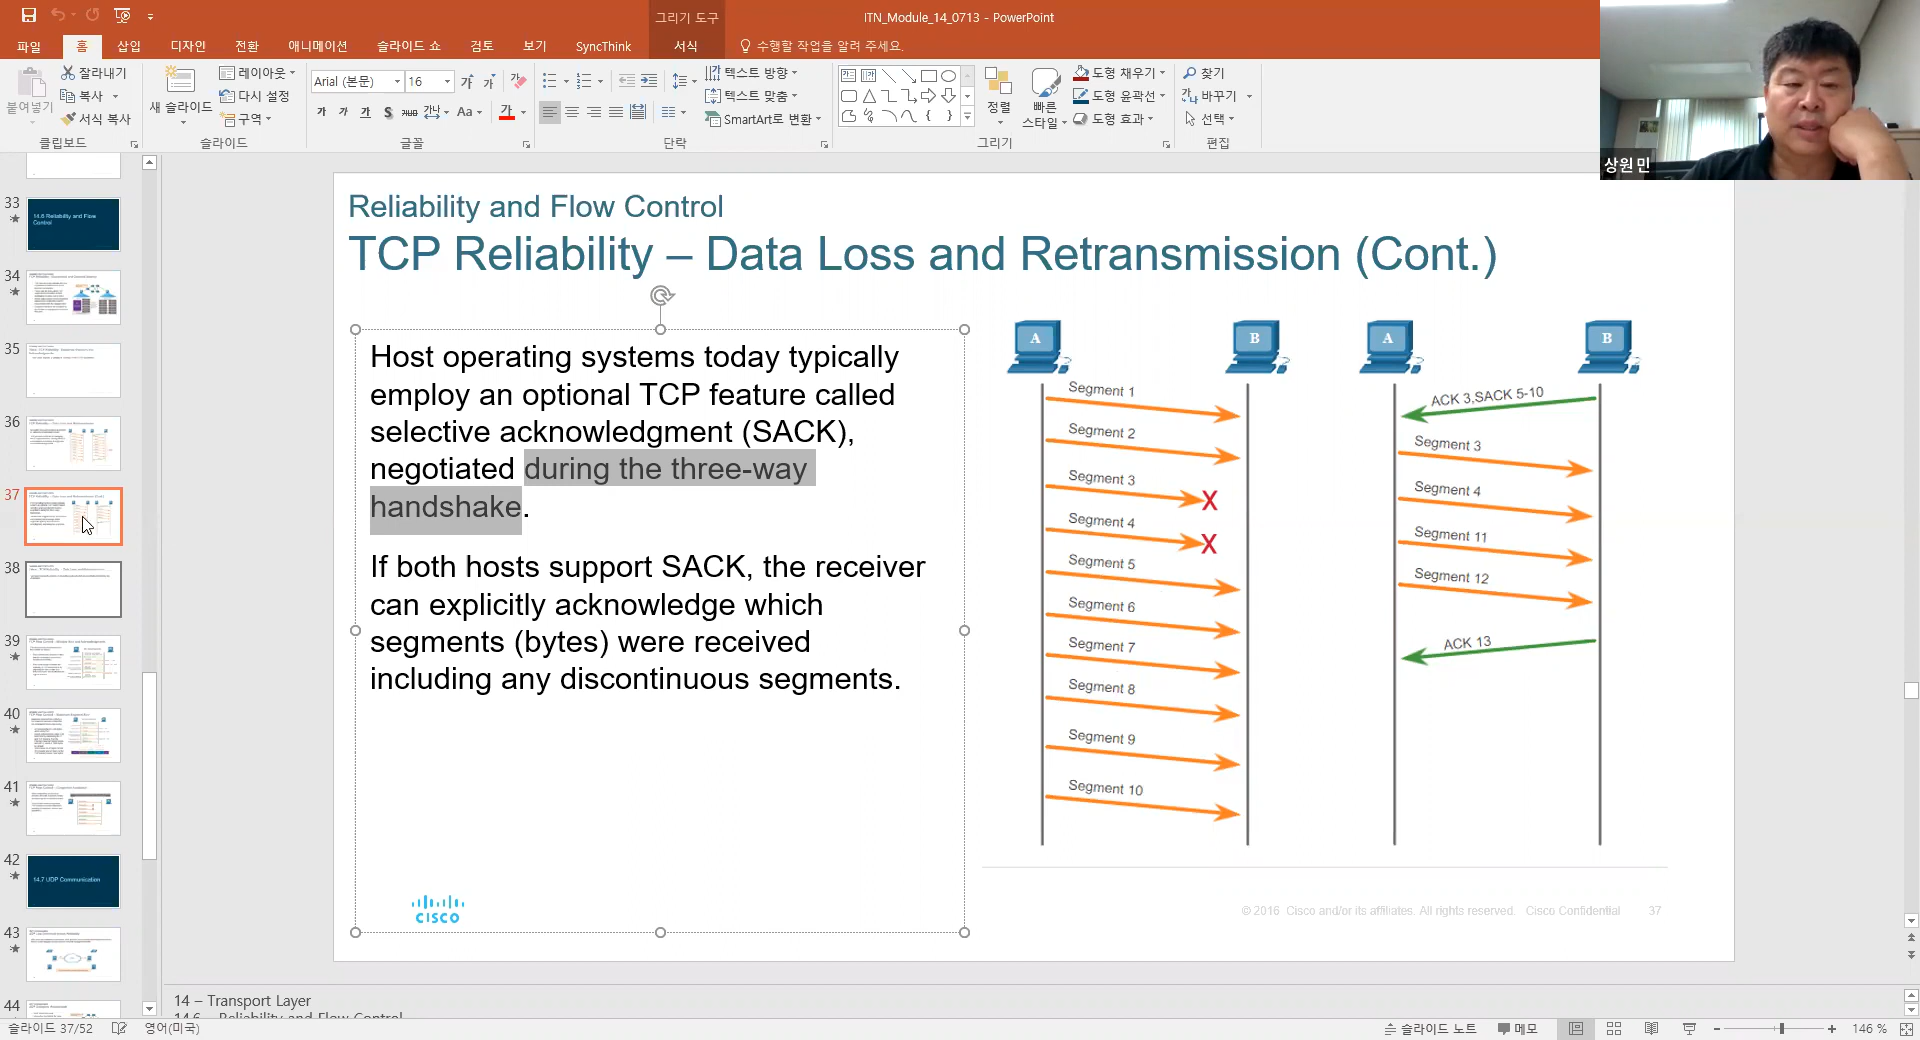 그리기 도구
ITN_Module_14_0713 - PowerPoint
파일 홈 삽입 디자인 전환 애니메이션 슬라이드 쇼 검토 보기 SyncThink 서식 수행할 작업을 알려 주세요.
붙여넣기
잘라내기
복사
서식 복사
클립보드
새 슬라이드
레이아웃
다시 설정
구역
슬라이드
Arial (본문) 16
가 가 가 S 가나 Aa 가
글꼴
텍스트 방향
텍스트 맞춤
SmartArt로 변환
단락
정렬
빠른 스타일
도형 채우기
도형 윤곽선
도형 효과
그리기
찾기
바꾸기
선택
편집
상원민
33
14.6 Reliability and Flow Control
34
35
36
37
38
39
40
41
42
14.7 UDP Communication
43
44
Reliability and Flow Control
TCP Reliability – Data Loss and Retransmission (Cont.)
Host operating systems today typically
employ an optional TCP feature called
selective acknowledgment (SACK),
negotiated during the three-way
handshake.
If both hosts support SACK, the receiver
can explicitly acknowledge which
segments (bytes) were received
including any discontinuous segments.
A B
Segment 1
Segment 2
Segment 3 X
Segment 4 X
Segment 5
Segment 6
Segment 7
Segment 8
Segment 9
Segment 10
A B
ACK 3,SACK 5-10
Segment 3
Segment 4
Segment 11
Segment 12
ACK 13
CISCO
© 2016 Cisco and/or its affiliates. All rights reserved. Cisco Confidential 37
14 – Transport Layer
14.6 – Reliability and Flow Control
슬라이드 37/52 영어(미국) 슬라이드 노트 메모 146 %